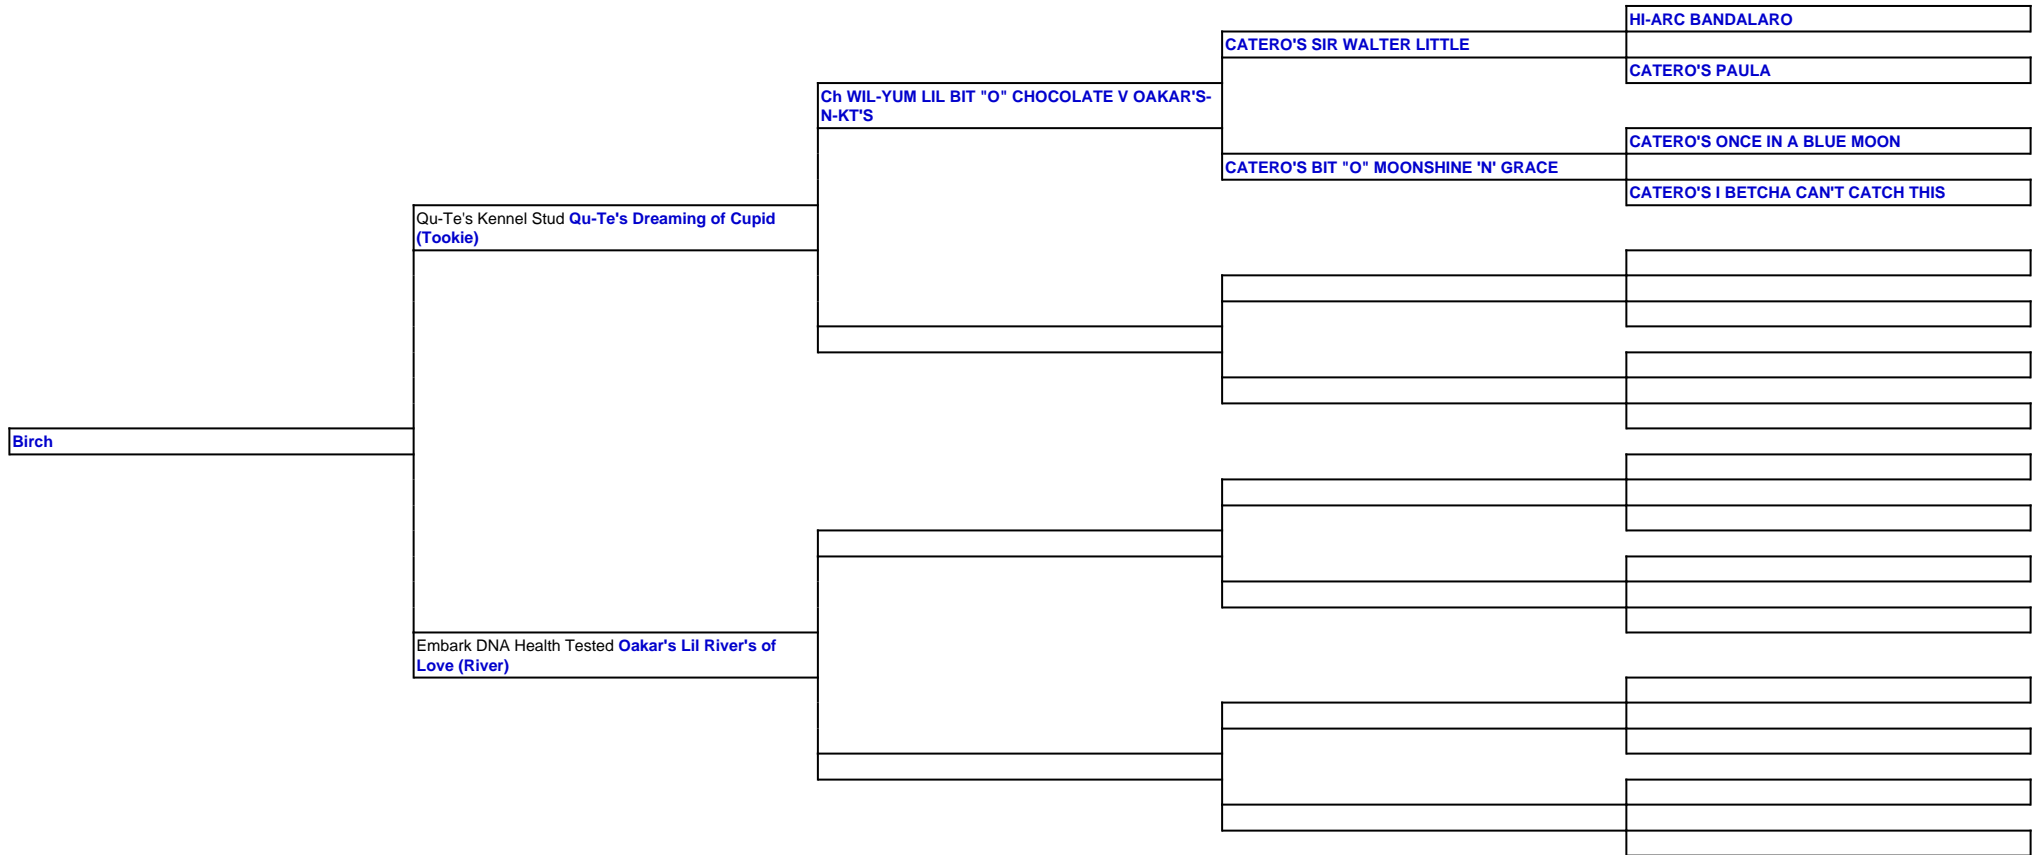 HI-ARC BANDALARO
CATERO'S SIR WALTER LITTLE
CATERO'S PAULA
Ch WIL-YUM LIL BIT "O" CHOCOLATE V OAKAR'S-
N-KT'S
CATERO'S ONCE IN A BLUE MOON
CATERO'S BIT "O" MOONSHINE 'N' GRACE
CATERO'S I BETCHA CAN'T CATCH THIS
Qu-Te's Kennel Stud Qu-Te's Dreaming of Cupid
(Tookie)
Birch
Embark DNA Health Tested Oakar's Lil River's of
Love (River)